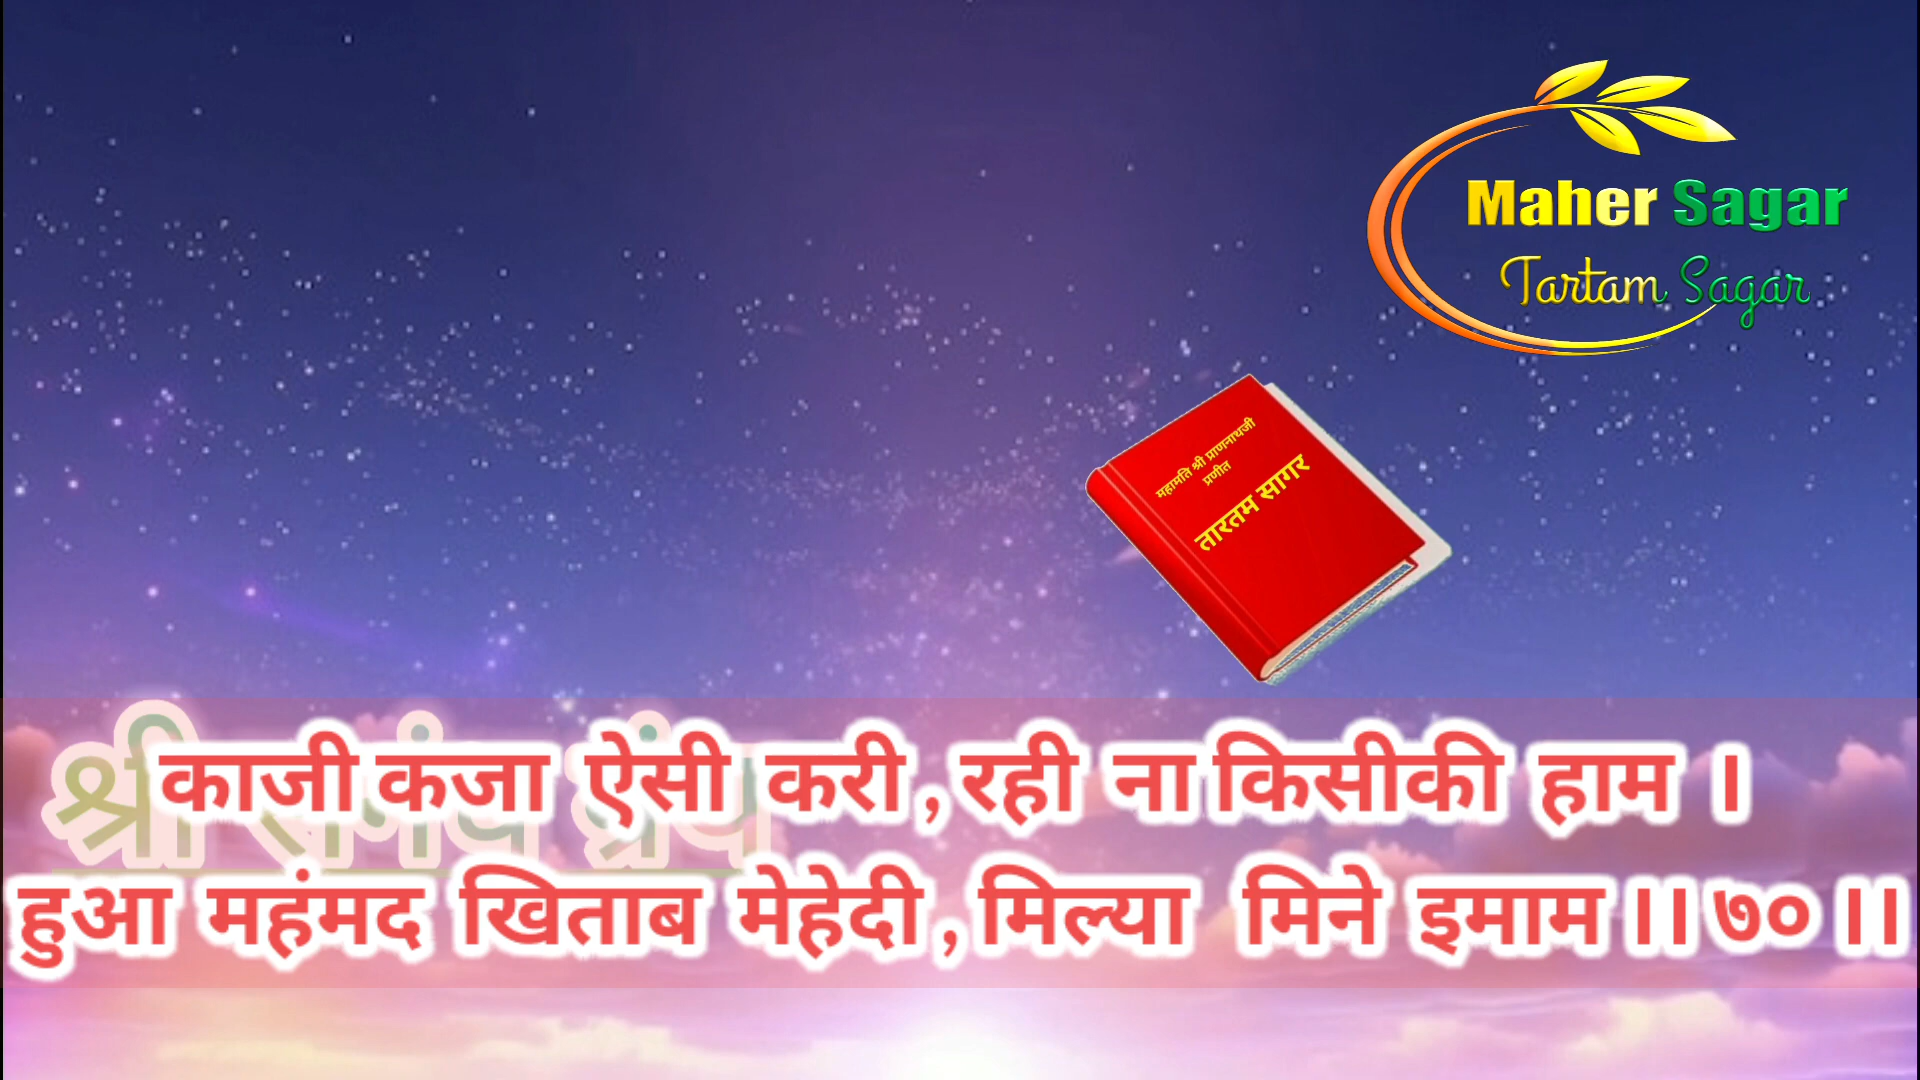 Maher Sagar
Tartam Sagar
महामति श्री प्राणनाथजी
प्रणीत
तारतम सागर
काजी कजा ऐसी करी , रही ना किसीकी हाम ।
हुआ महंमद खिताब मेहेदी , मिल्या मिने इमाम ।। ७० ।।
श्री